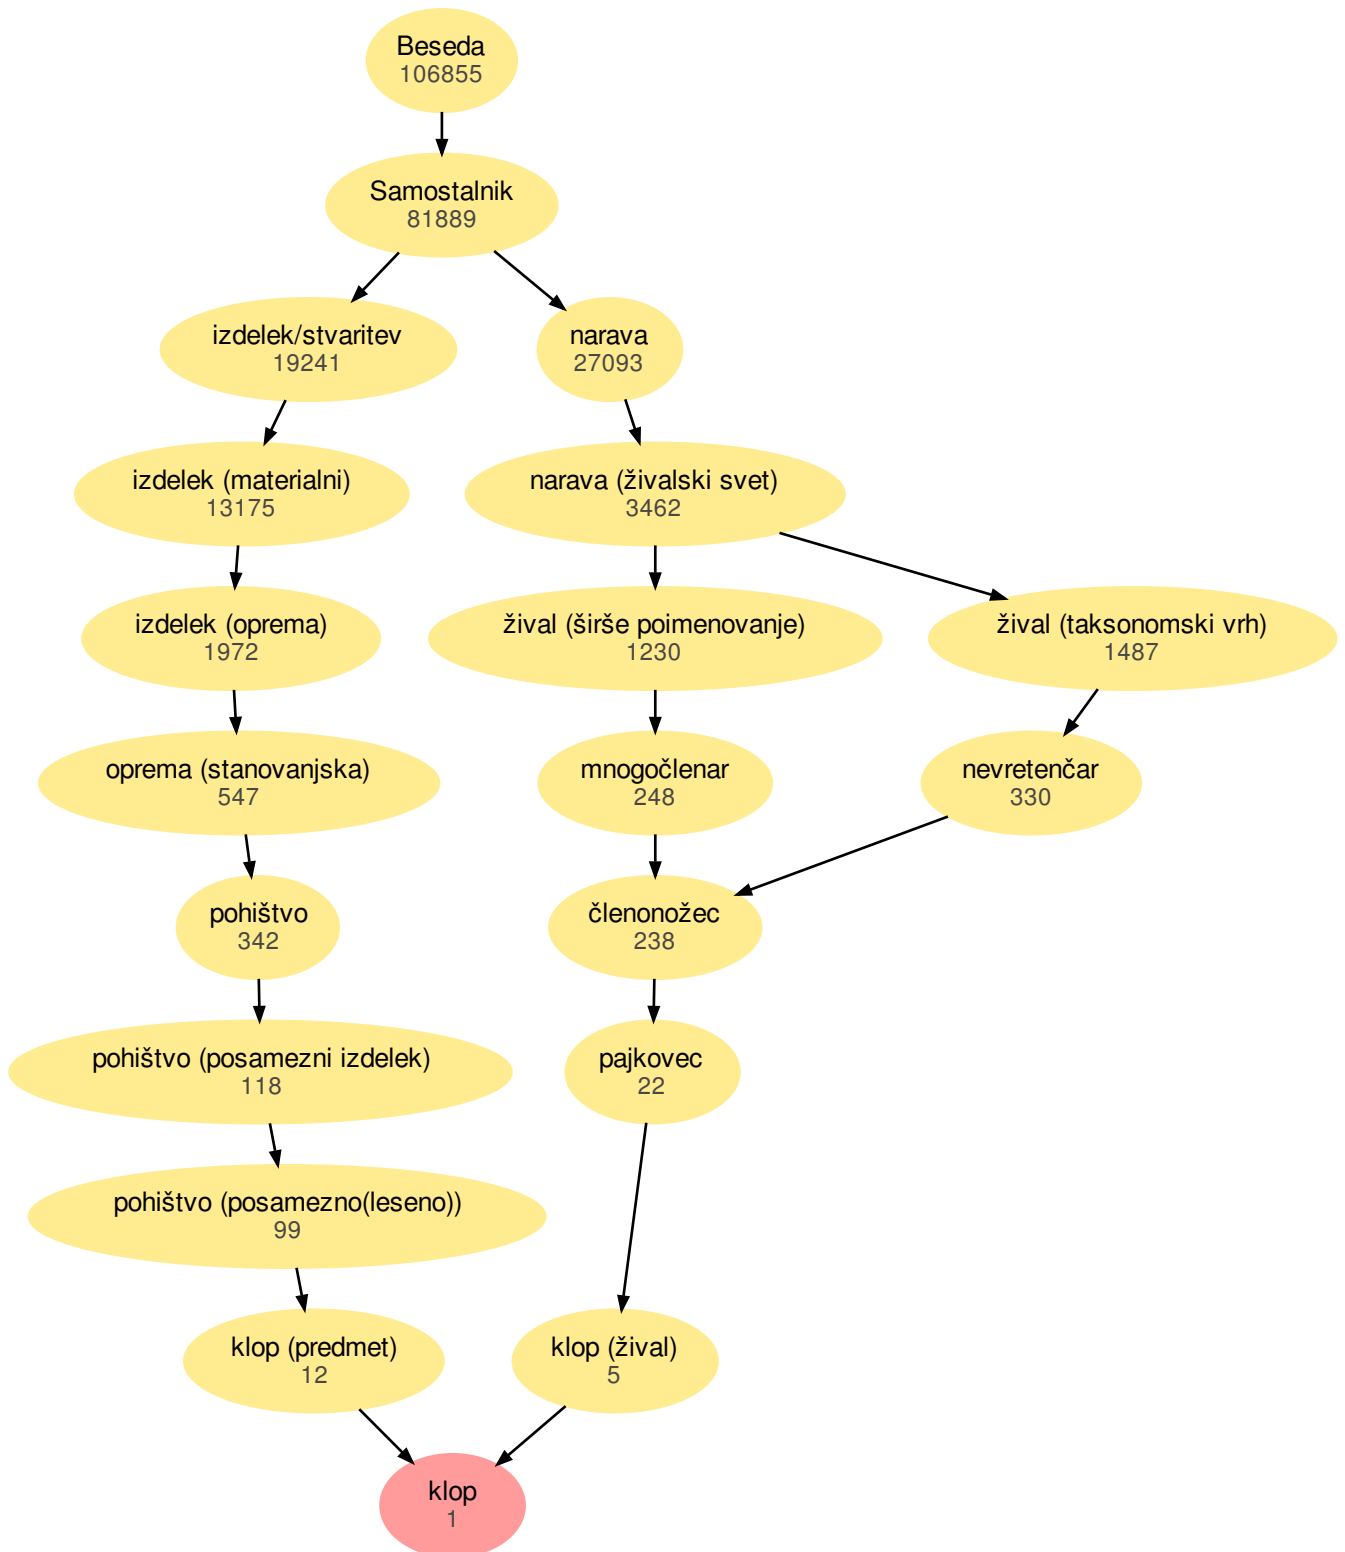 Beseda
106855
Samostalnik
81889
izdelek/stvaritev
19241
narava
27093
izdelek (materialni)
13175
narava (živalski svet)
3462
izdelek (oprema)
1972
žival (širše poimenovanje)
1230
žival (taksonomski vrh)
1487
oprema (stanovanjska)
547
mnogočlenar
248
nevretenčar
330
pohištvo
342
členonožec
238
pohištvo (posamezni izdelek)
118
pajkovec
22
pohištvo (posamezno(leseno))
99
klop (predmet)
12
klop (žival)
5
klop
1